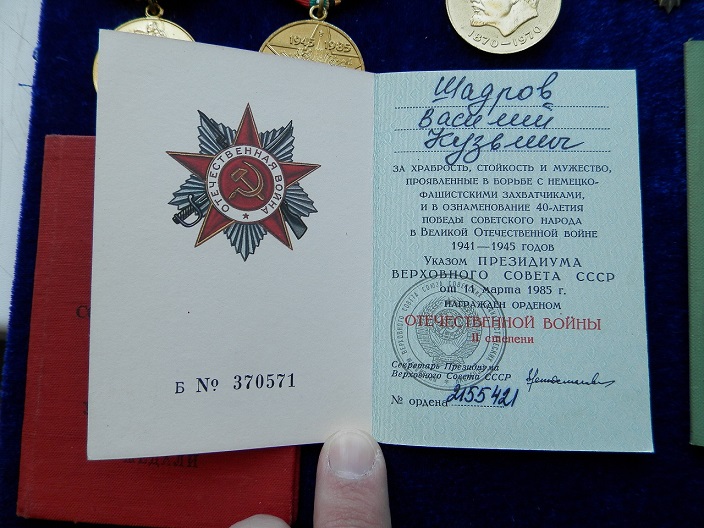 1945 1985
1870-1970
ОТЕЧЕСТВЕННАЯ ВОЙНА
Б № 370571
Шадров
Василий
Кузьмич
ЗА ХРАБРОСТЬ, СТОЙКОСТЬ И МУЖЕСТВО,
ПРОЯВЛЕННЫЕ В БОРЬБЕ С НЕМЕЦКО-
ФАШИСТСКИМИ ЗАХВАТЧИКАМИ,
И В ОЗНАМЕНОВАНИЕ 40-ЛЕТИЯ
ПОБЕДЫ СОВЕТСКОГО НАРОДА
В ВЕЛИКОЙ ОТЕЧЕСТВЕННОЙ ВОЙНЕ
1941—1945 ГОДОВ
УКАЗОМ ПРЕЗИДИУМА
ВЕРХОВНОГО СОВЕТА СССР
от 11 марта 1985 г.
НАГРАЖДЕН ОРДЕНОМ
ОТЕЧЕСТВЕННОЙ ВОЙНЫ
II степени
Секретарь Президиума
Верховного Совета СССР
№ ордена 2155421